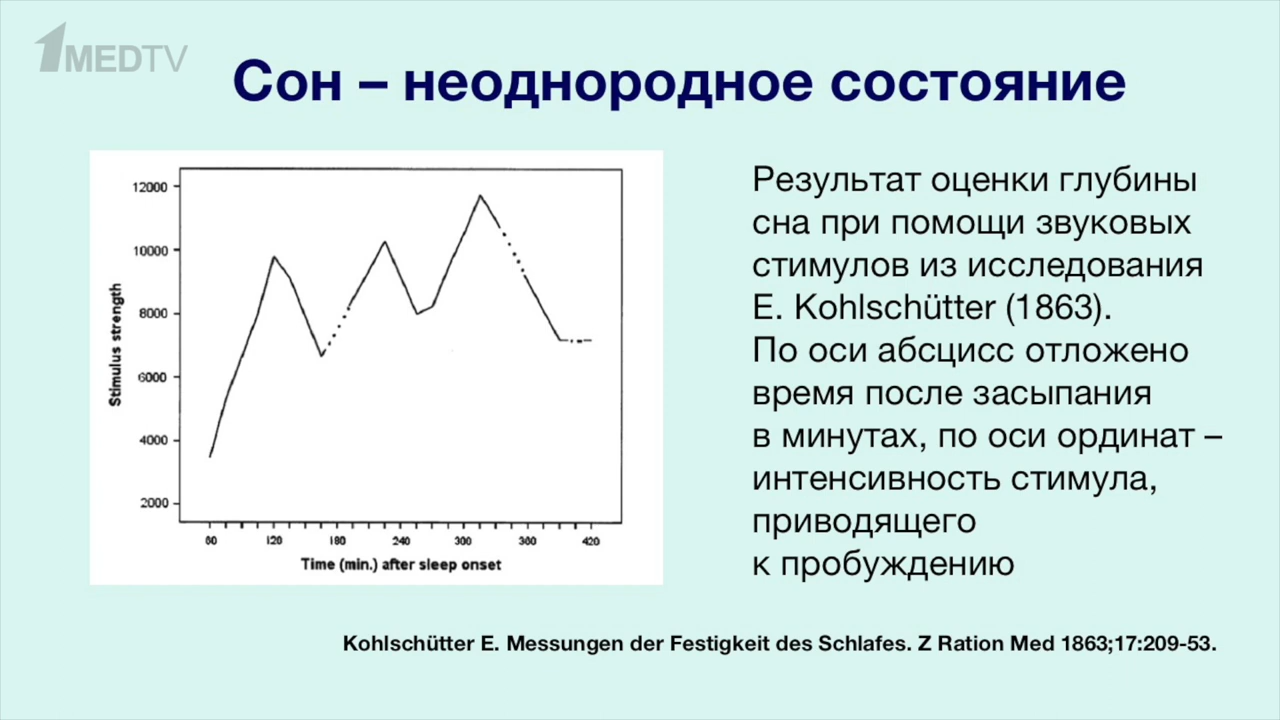 1MEDTV
Сон – неоднородное состояние
12000
10000
8000
6000
4000
2000
Stimulus strength
60
120
180
240
300
360
420
Time (min.) after sleep onset
Результат оценки глубины
сна при помощи звуковых
стимулов из исследования
E. Kohlschütter (1863).
По оси абсцисс отложено
время после засыпания
в минутах, по оси ординат –
интенсивность стимула,
приводящего
к пробуждению
Kohlschütter E. Messungen der Festigkeit des Schlafes. Z Ration Med 1863;17:209-53.